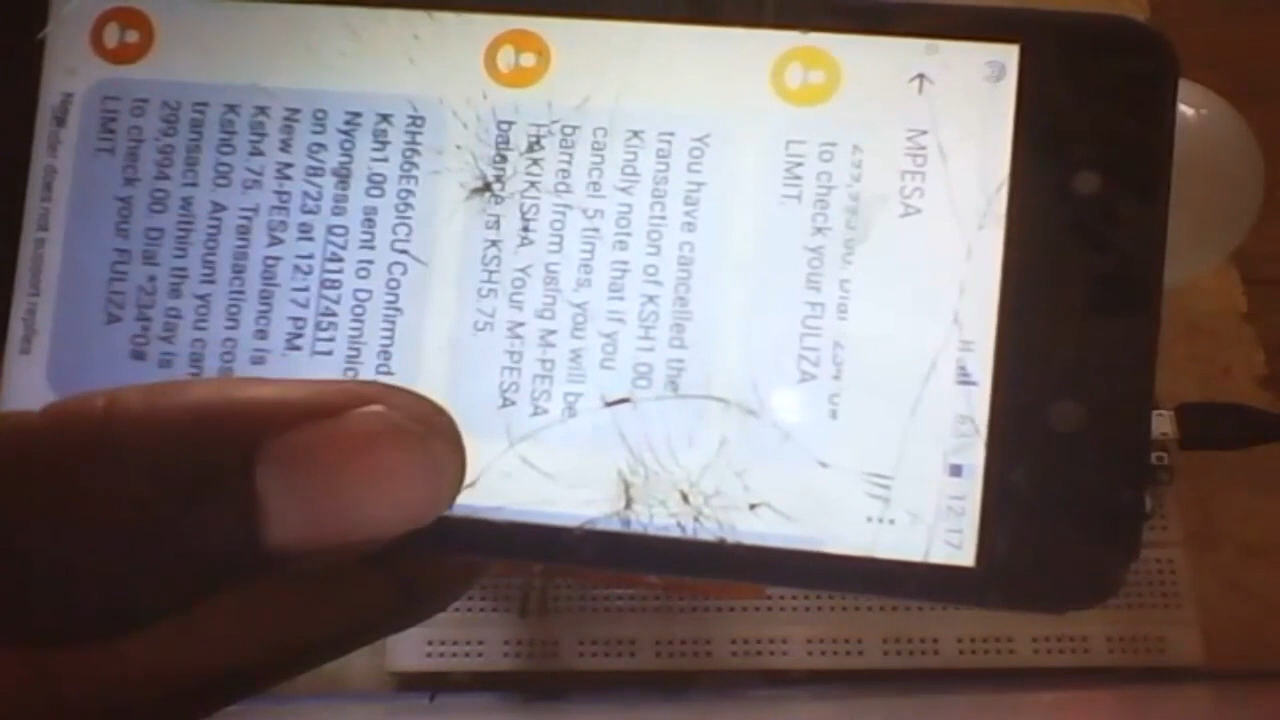 12:17
MPESA
to check your FULIZA
LIMIT.
You have cancelled the
transaction of KSH1.00.
Kindly note that if you
cancel 5 times, you will be
barred from using M-PESA
HAKIKISHA. Your M-PESA
balance is KSH5.75.
RH66E66ICU Confirmed
Ksh1.00 sent to Dominic
Nyongesa 0741874511
on 6/8/23 at 12:17 PM.
New M-PESA balance is
Ksh4.75. Transaction
Ksh0.00. Amount you can
transact within the day is
299,994.00. Dial *234*0#
to check your FULIZA
LIMIT.
does not support replies